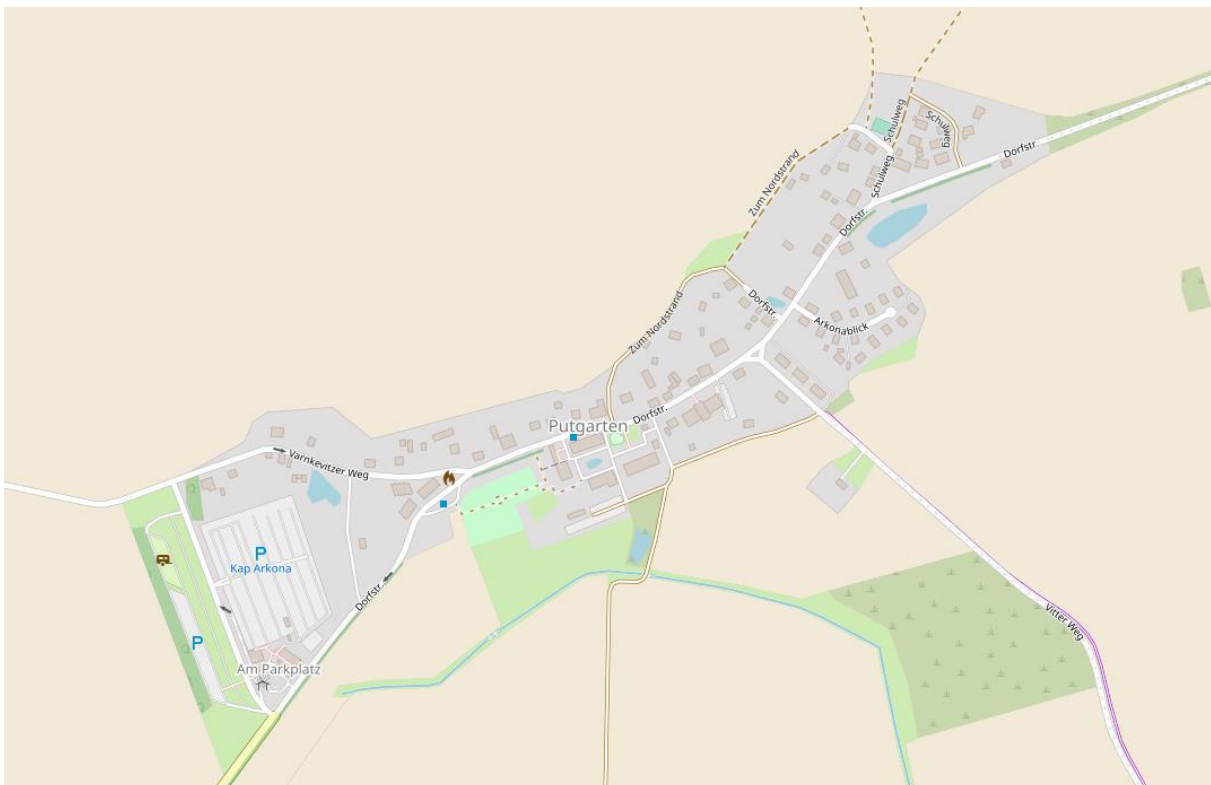 Schulweg
Schulweg
Dorfstr.
Zum Nordstrand
Schulweg
Dorfstr.
Dorfstr.
Zum Nordstrand
Arkonablick
Dorfstr.
Putgarten
Varnkevitzer Weg
P
Kap Arkona
Dorfstr.
Vitter Weg
P
Am Parkplatz